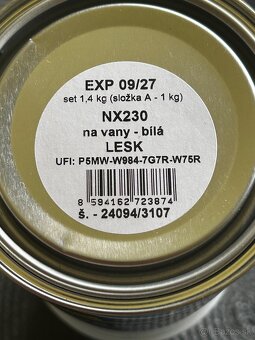 EXP 09/27
set 1,4 kg (složka A - 1 kg)
NX230
na vany - bílá
LESK
UFI: P5MW-W984-7G7R-W75R
8 594162 723874
š. - 24094/3107